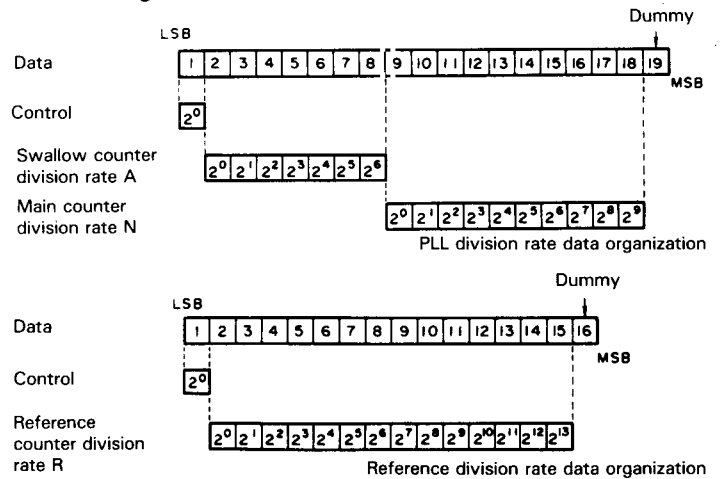 Dummy
LSB
Data 1 2 3 4 5 6 7 8 9 10 11 12 13 14 15 16 17 18 19
MSB
Control 2⁰
Swallow counter
division rate A 2⁰ 2¹ 2² 2³ 2⁴ 2⁵ 2⁶
Main counter
division rate N 2⁰ 2¹ 2² 2³ 2⁴ 2⁵ 2⁶ 2⁷ 2⁸ 2⁹
PLL division rate data organization
Dummy
LSB
Data 1 2 3 4 5 6 7 8 9 10 11 12 13 14 15 16
MSB
Control 2⁰
Reference
counter division 2⁰ 2¹ 2² 2³ 2⁴ 2⁵ 2⁶ 2⁷ 2⁸ 2⁹ 2¹⁰ 2¹¹ 2¹² 2¹³
rate R
Reference division rate data organization